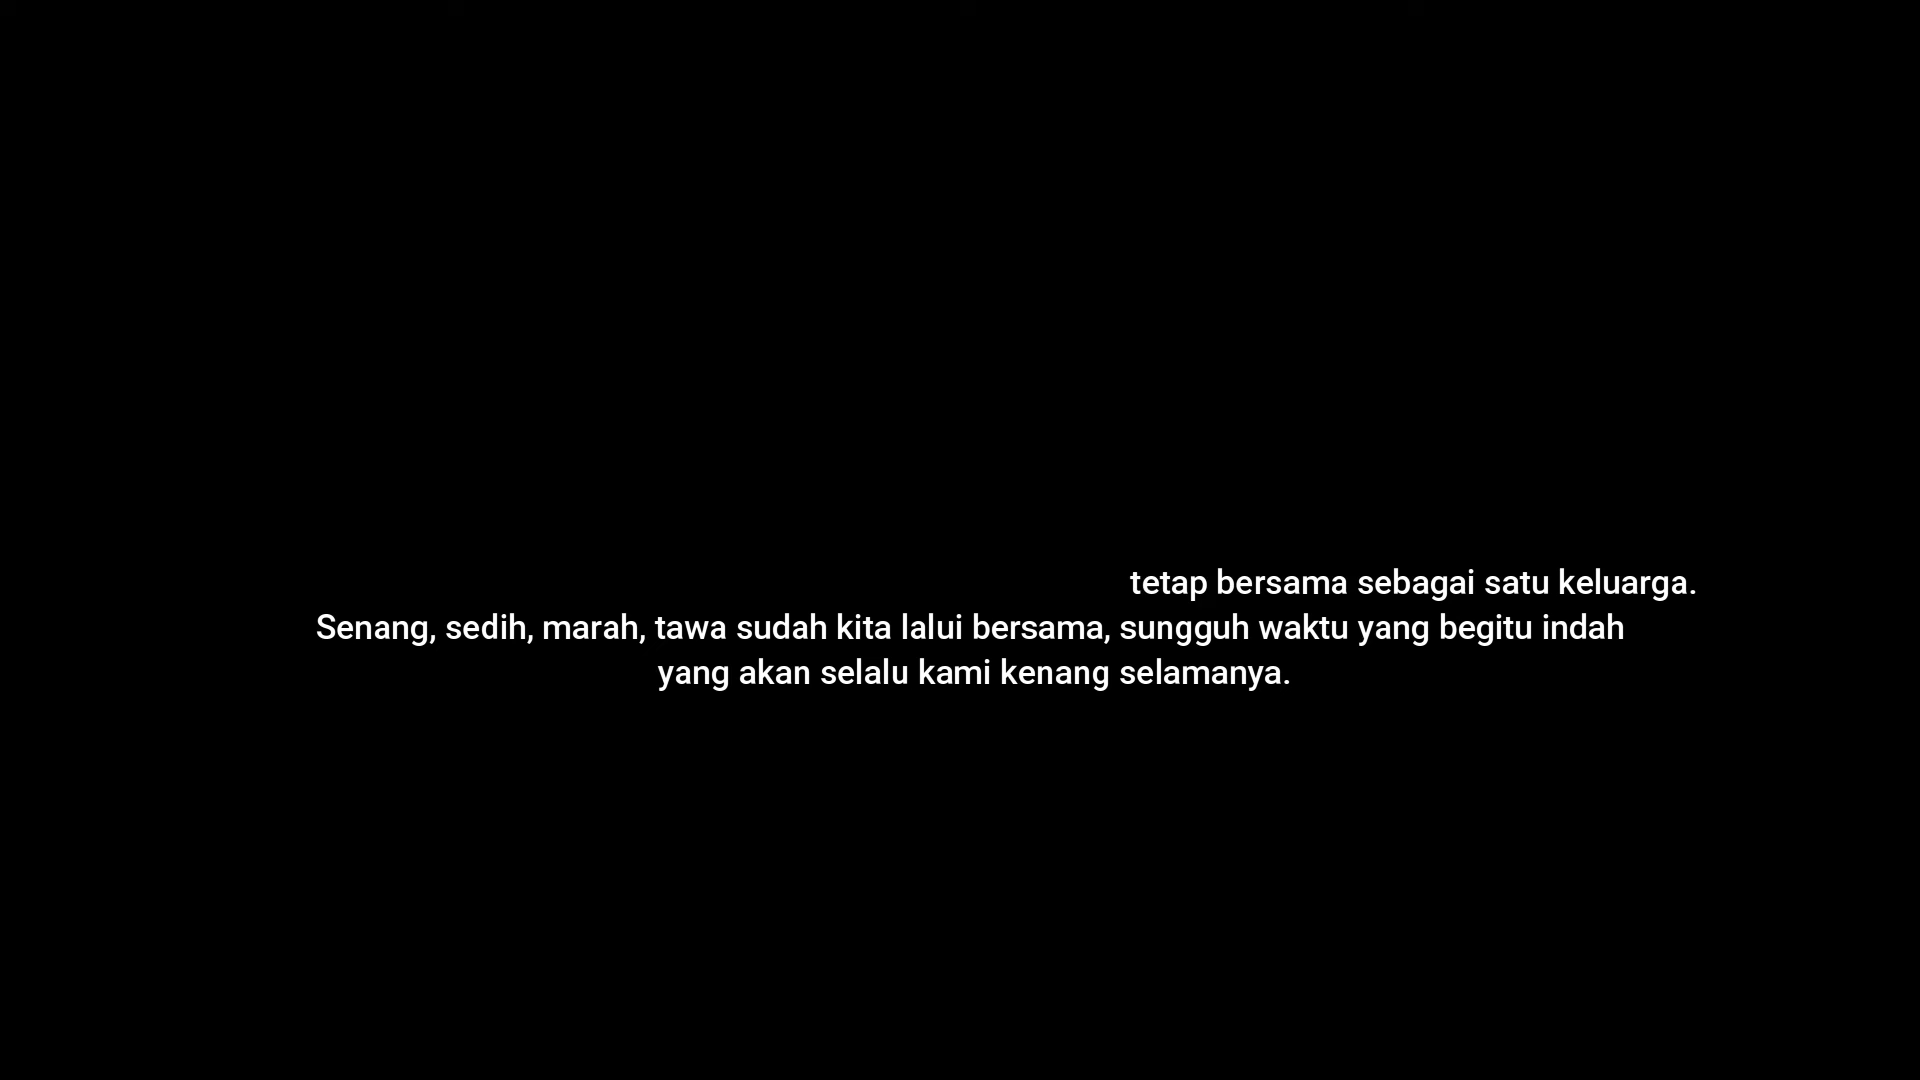 tetap bersama sebagai satu keluarga.
Senang, sedih, marah, tawa sudah kita lalui bersama, sungguh waktu yang begitu indah
yang akan selalu kami kenang selamanya.